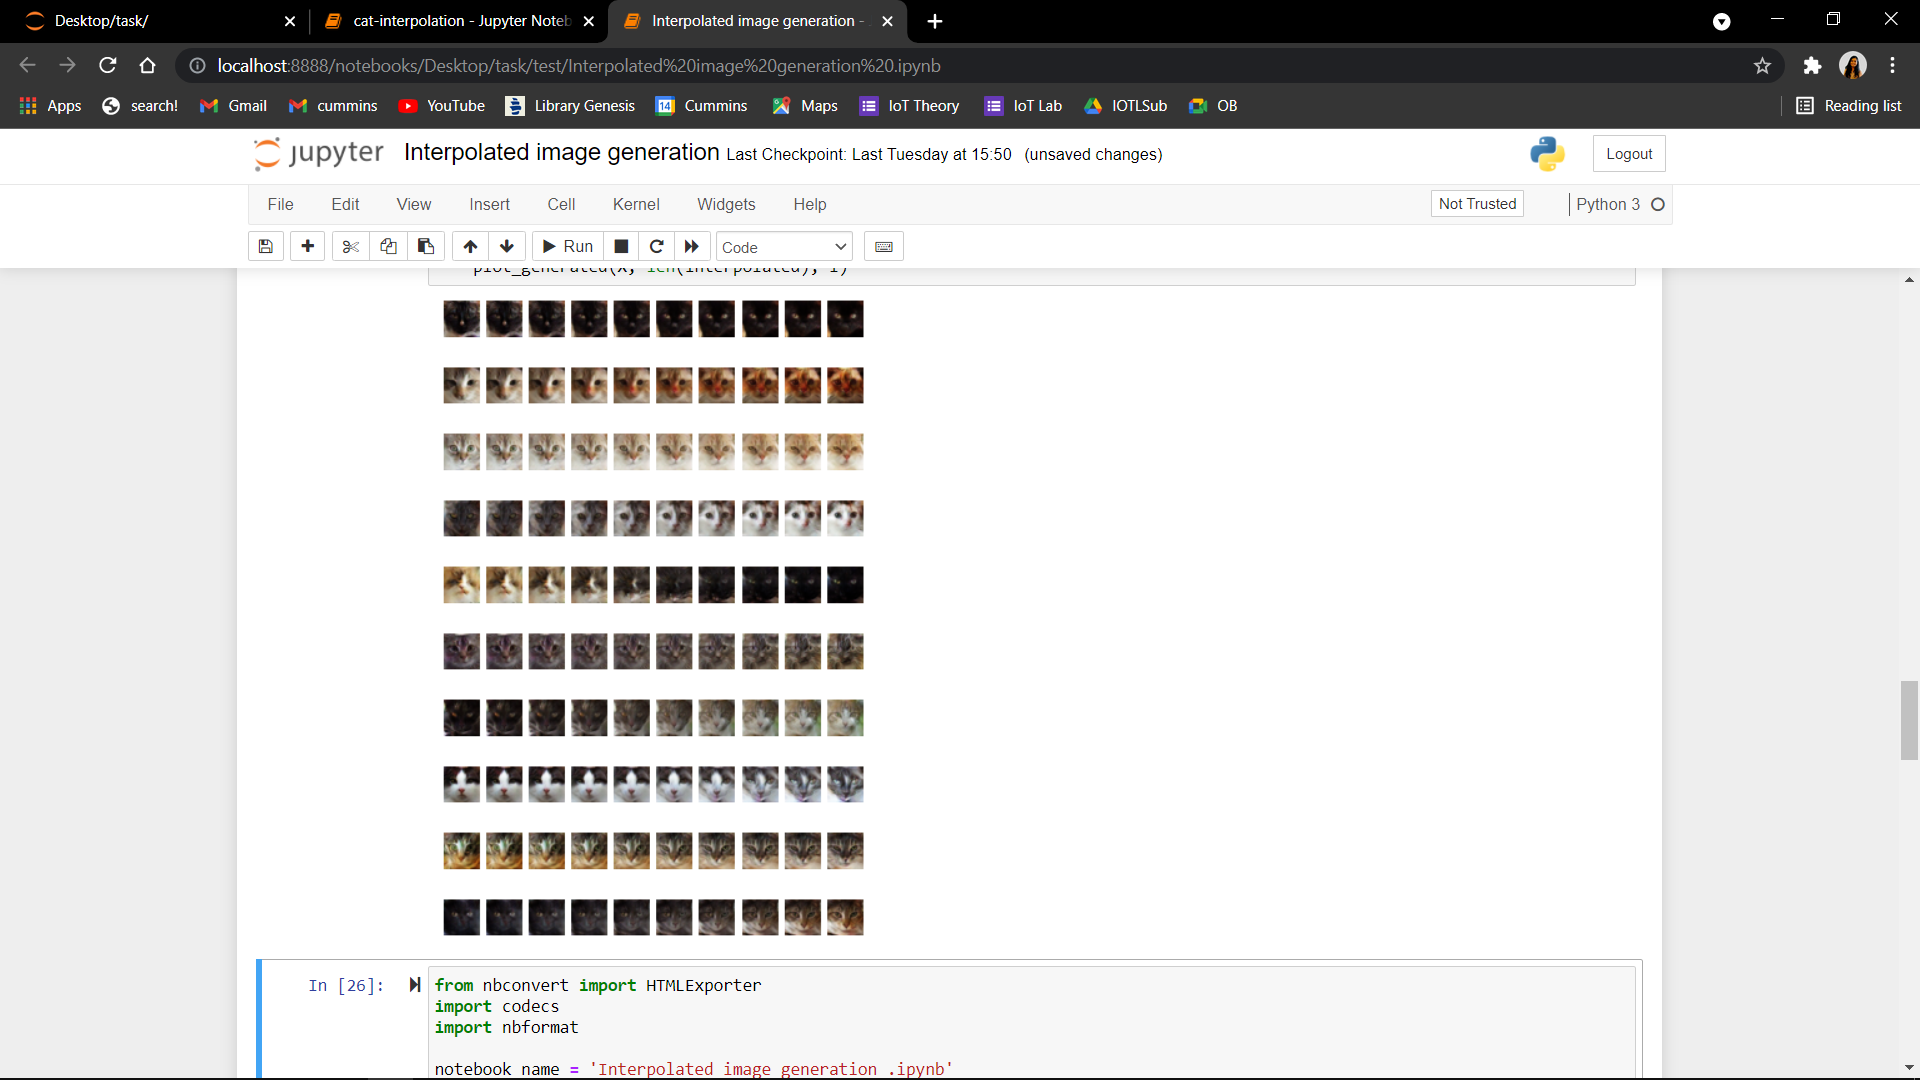 Desktop/task/
cat-interpolation - Jupyter Noteb
Interpolated image generation -
localhost:8888/notebooks/Desktop/task/test/Interpolated%20image%20generation%20.ipynb
Apps search! Gmail cummins YouTube Library Genesis 14 Cummins Maps IoT Theory IoT Lab IOTLSub OB Reading list
jupyter Interpolated image generation Last Checkpoint: Last Tuesday at 15:50 (unsaved changes) Logout
File Edit View Insert Cell Kernel Widgets Help Not Trusted Python 3
Run Code
plot_generated(X, len(interpolated), i)
In [26]: from nbconvert import HTMLExporter
import codecs
import nbformat
notebook_name = 'Interpolated image generation .ipynb'